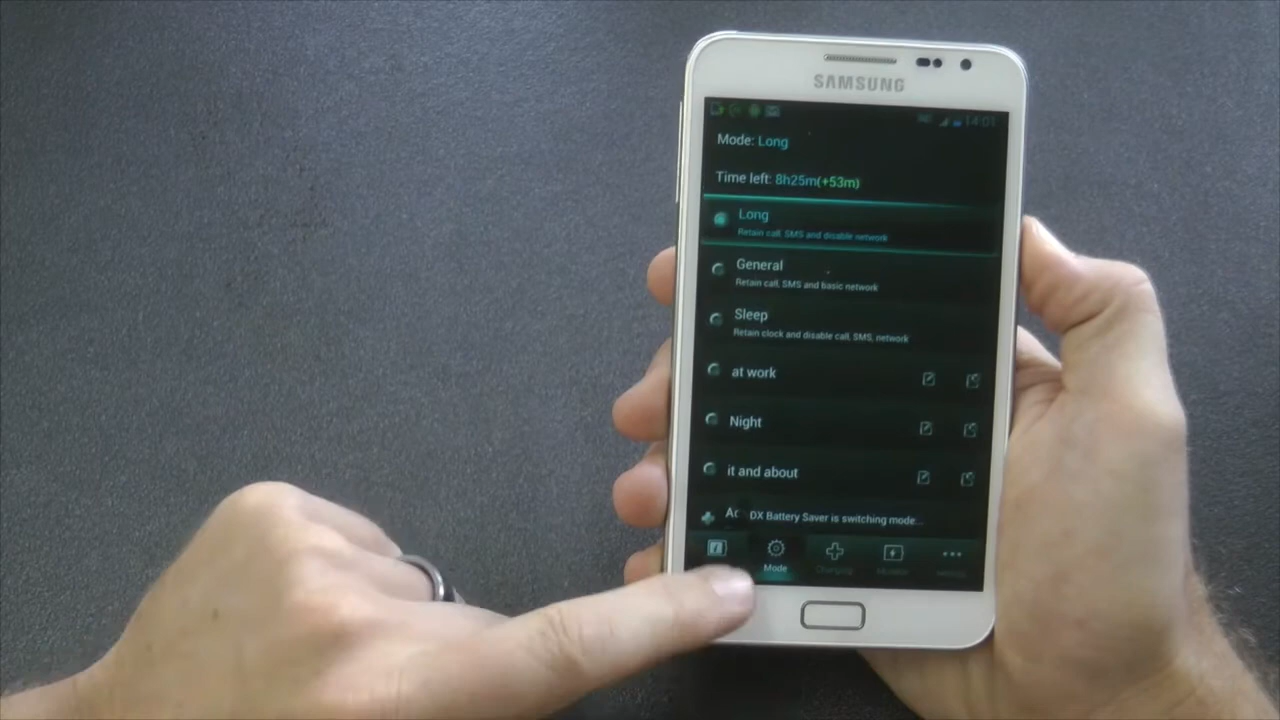 SAMSUNG
14:01
Mode: Long
Time left: 8h25m(+53m)
Long
Retain call, SMS and disable network
General
Retain call, SMS and basic network
Sleep
Retain clock and disable call, SMS, network
at work
Night
it and about
DX Battery Saver is switching mode...
Mode